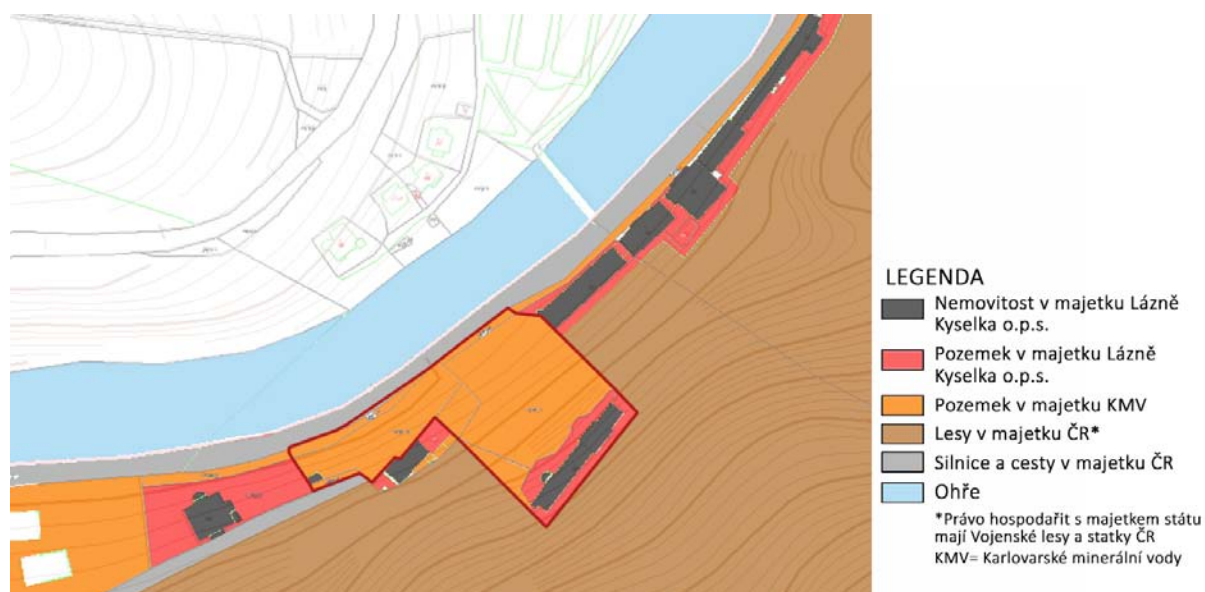 LEGENDA
Nemovitost v majetku Lázně
Kyselka o.p.s.
Pozemek v majetku Lázně
Kyselka o.p.s.
Pozemek v majetku KMV
Lesy v majetku ČR*
Silnice a cesty v majetku ČR
Ohře
*Právo hospodařit s majetkem státu
mají Vojenské lesy a statky ČR
KMV= Karlovarské minerální vody